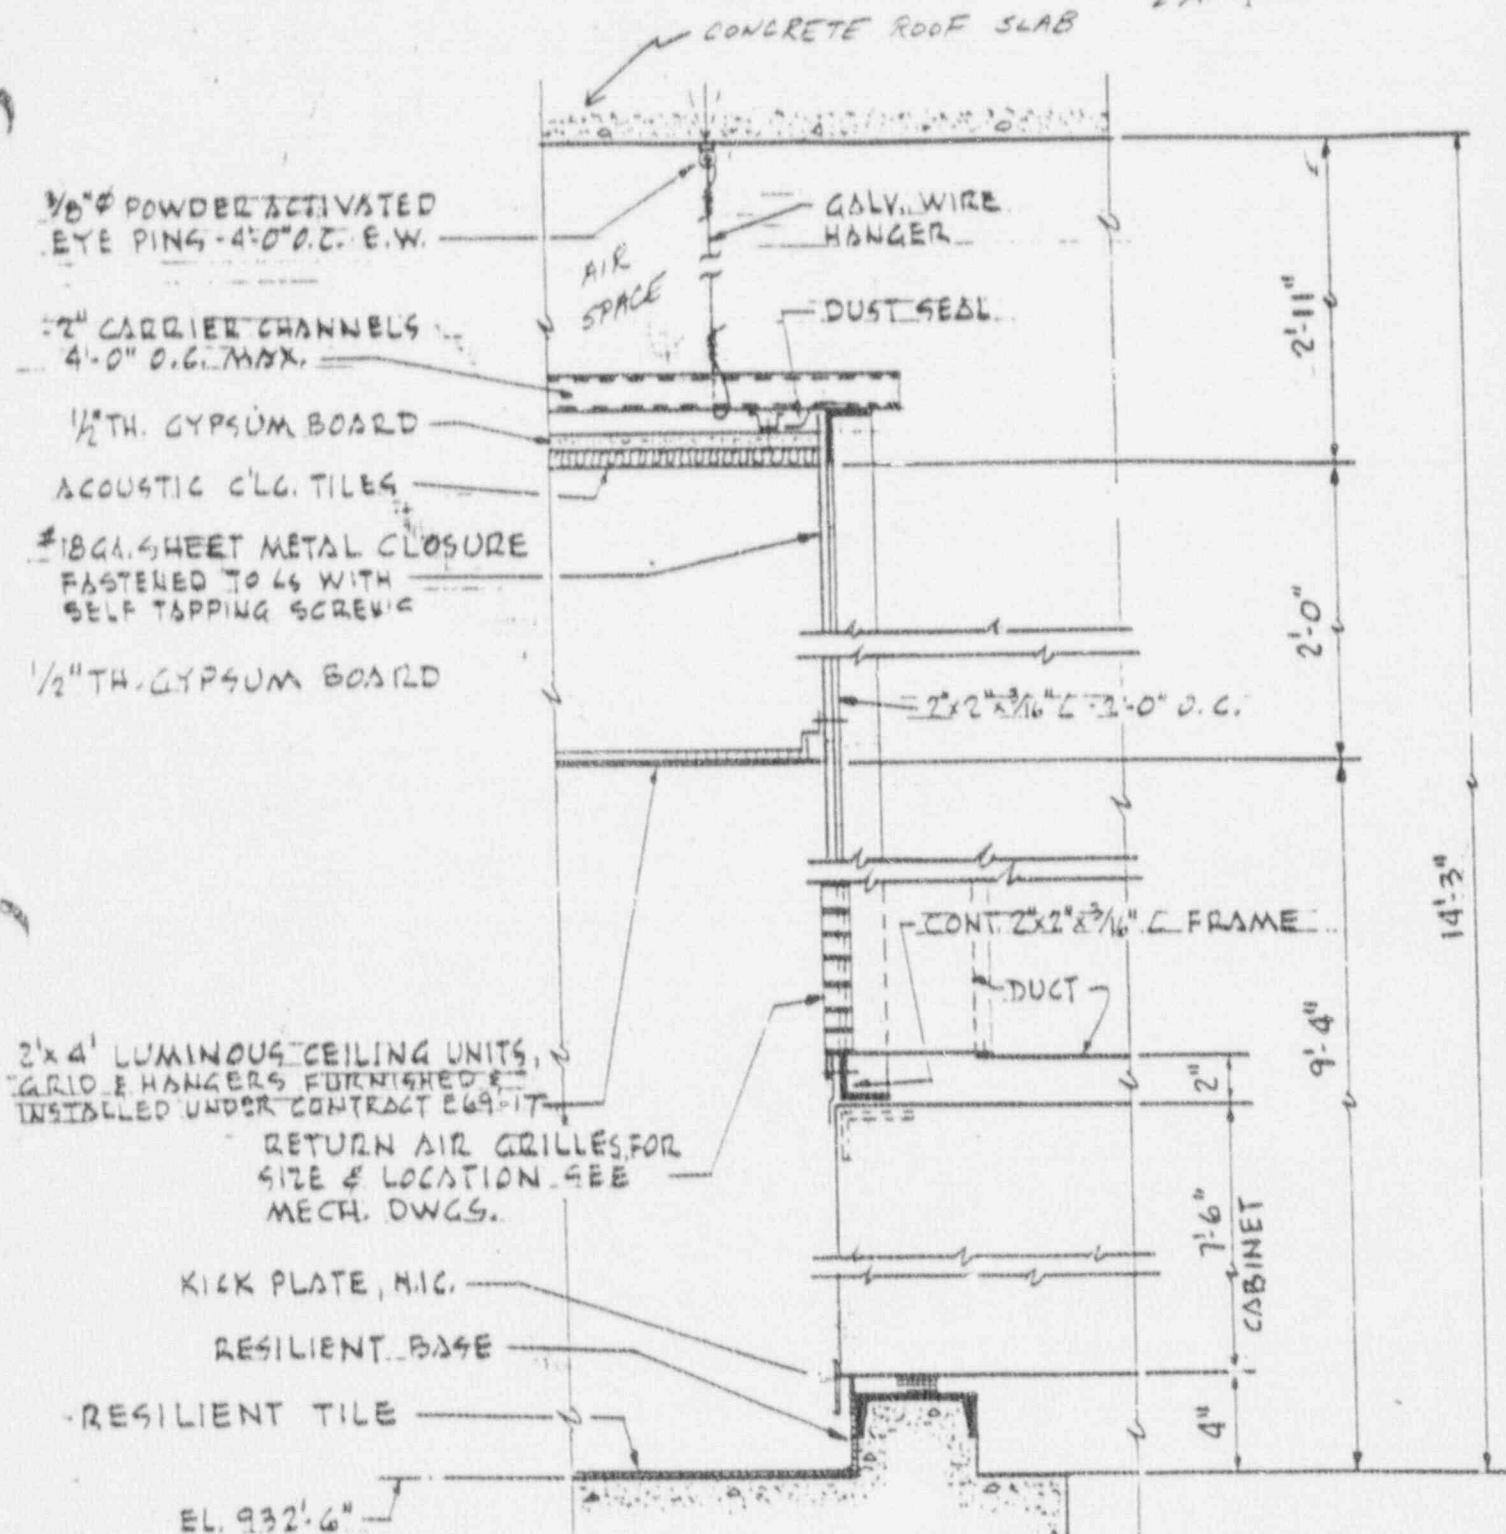 CONCRETE ROOF SLAB
3/8"Φ POWDER ACTIVATED
EYE PINS - 4'-0" O.C. E.W.
GALV. WIRE
HANGER
AIR
SPACE
2" CARRIER CHANNELS
4'-0" O.C. MAX.
DUST SEAL
2'-11"
1/2" TH. GYPSUM BOARD
ACOUSTIC C'LG. TILES
#18 GA. SHEET METAL CLOSURE
FASTENED TO LS WITH
SELF TAPPING SCREWS
1/2" TH. GYPSUM BOARD
2'-0"
2"x2"x3/16" L 2'-0" O.C.
14'-3"
CONT. 2"x2"x3/16" L FRAME
DUCT
9'-4"
2'x4' LUMINOUS CEILING UNITS,
GRID & HANGERS FURNISHED &
INSTALLED UNDER CONTRACT E69-17
2"
RETURN AIR GRILLES, FOR
SIZE & LOCATION SEE
MECH. DWGS.
7'-6"
CABINET
KICK PLATE, N.I.C.
RESILIENT BASE
RESILIENT TILE
4"
EL. 932'-6"